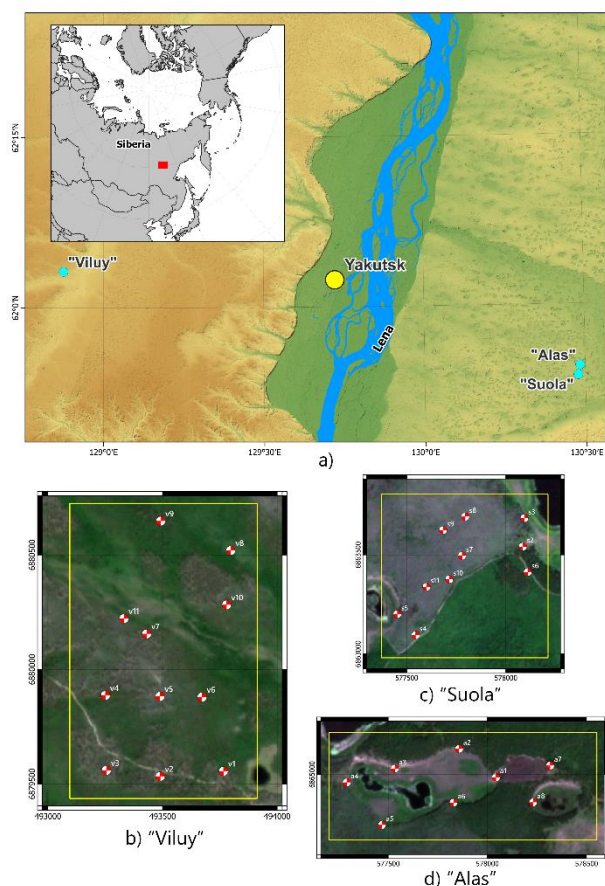 Siberia
62°15'N
"Viluy"
Yakutsk
62°0'N
Lena
"Alas"
"Suola"
129°0'E
129°30'E
130°0'E
130°30'E
a)
v9
v8
6880500
v10
v11
v7
6880000
v4
v5
v6
v3
v2
v1
6879500
493000
493500
494000
b) "Viluy"
s8
s3
s9
s2
6863500
s7
s10
s6
s11
s5
s4
6863000
577500
578000
c) "Suola"
a2
a3
a7
6865000
a1
a4
a6
a8
a5
577500
578000
578500
d) "Alas"